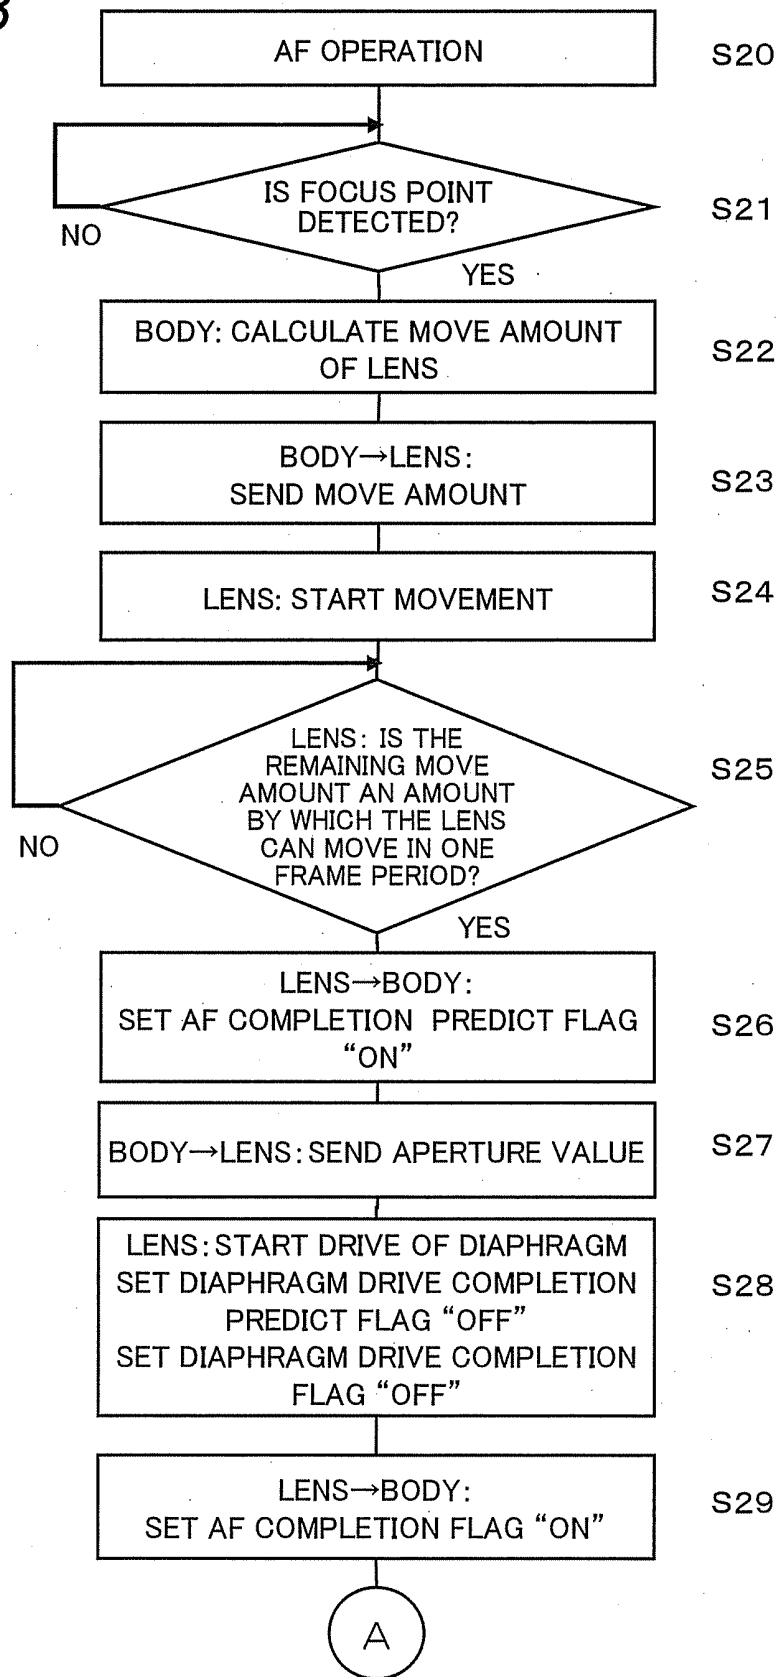 AF OPERATION
S20
IS FOCUS POINT
DETECTED?
S21
NO
YES
BODY: CALCULATE MOVE AMOUNT
OF LENS
S22
BODY→LENS:
SEND MOVE AMOUNT
S23
LENS: START MOVEMENT
S24
LENS: IS THE
REMAINING MOVE
AMOUNT AN AMOUNT
BY WHICH THE LENS
CAN MOVE IN ONE
FRAME PERIOD?
S25
NO
YES
LENS→BODY:
SET AF COMPLETION PREDICT FLAG
“ON”
S26
BODY→LENS: SEND APERTURE VALUE
S27
LENS: START DRIVE OF DIAPHRAGM
SET DIAPHRAGM DRIVE COMPLETION
PREDICT FLAG “OFF”
SET DIAPHRAGM DRIVE COMPLETION
FLAG “OFF”
S28
LENS→BODY:
SET AF COMPLETION FLAG “ON”
S29
A